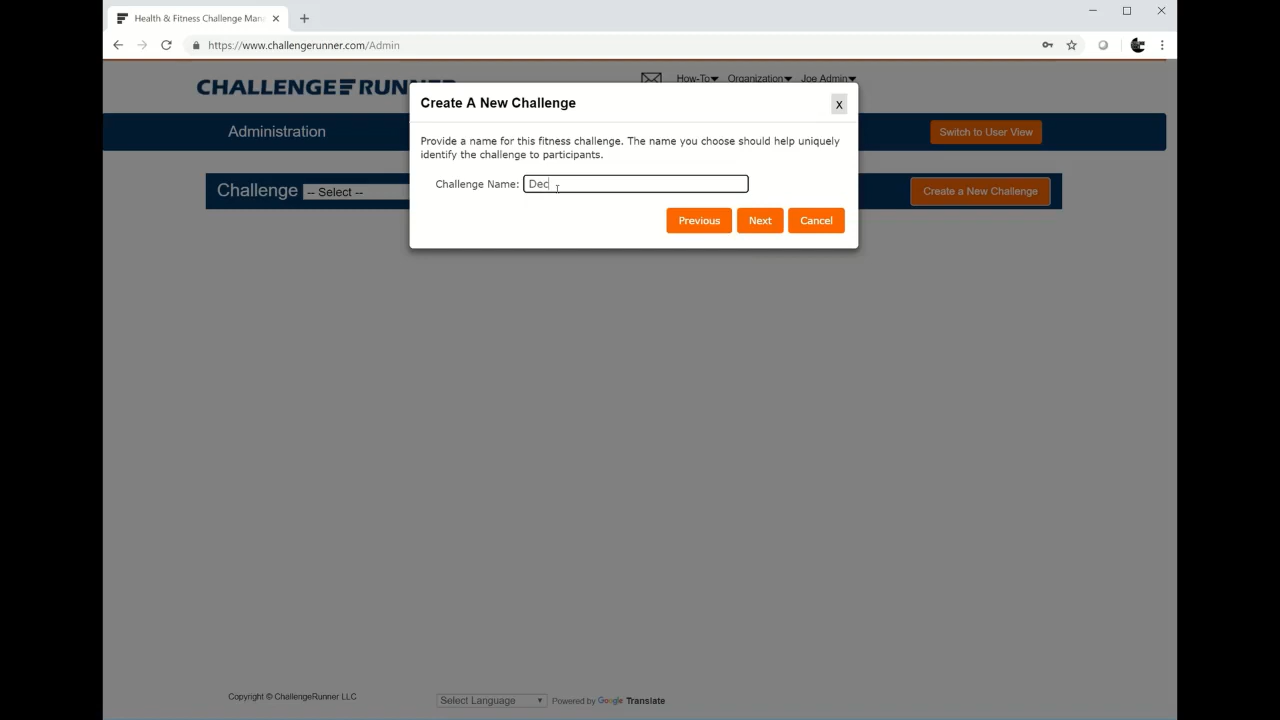 Health & Fitness Challenge Man
https://www.challengerunner.com/Admin
CHALLENGE RUN
How-To Organization Joe Admin
Create A New Challenge
x
Administration
Switch to User View
Provide a name for this fitness challenge. The name you choose should help uniquely
identify the challenge to participants.
Challenge Name: Dec
Challenge -- Select --
Create a New Challenge
Previous Next Cancel
Copyright © ChallengeRunner LLC
Select Language
Powered by Google Translate